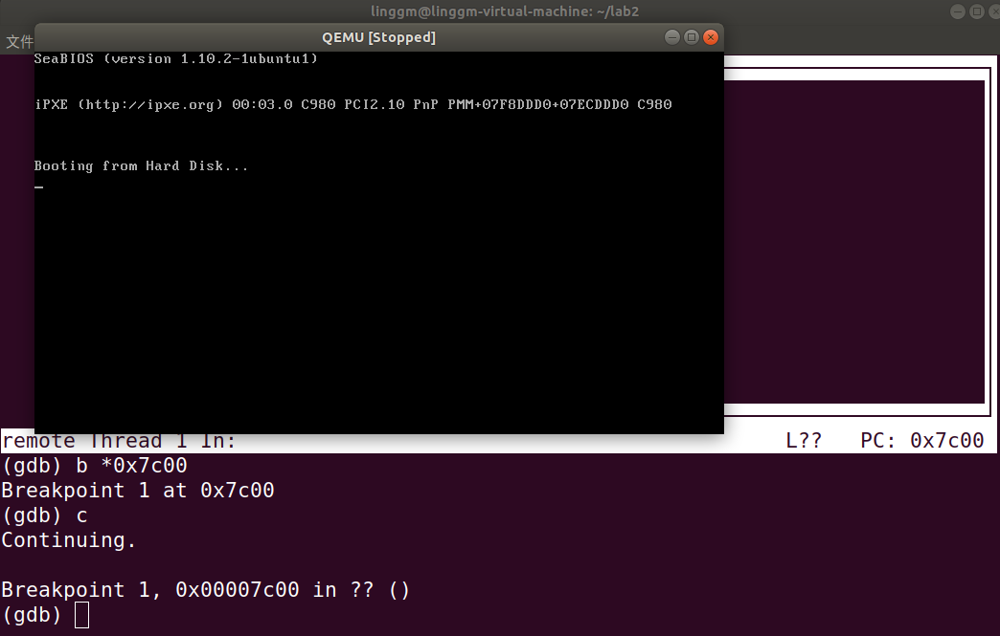 linggm@linggm-virtual-machine: ~/lab2
文件
QEMU [Stopped]
SeaBIOS (version 1.10.2-1ubuntu1)
iPXE (http://ipxe.org) 00:03.0 C980 PCI2.10 PnP PMM+07F8DDD0+07ECDDD0 C980
Booting from Hard Disk...
remote Thread 1 In: L?? PC: 0x7c00
(gdb) b *0x7c00
Breakpoint 1 at 0x7c00
(gdb) c
Continuing.
Breakpoint 1, 0x00007c00 in ?? ()
(gdb)